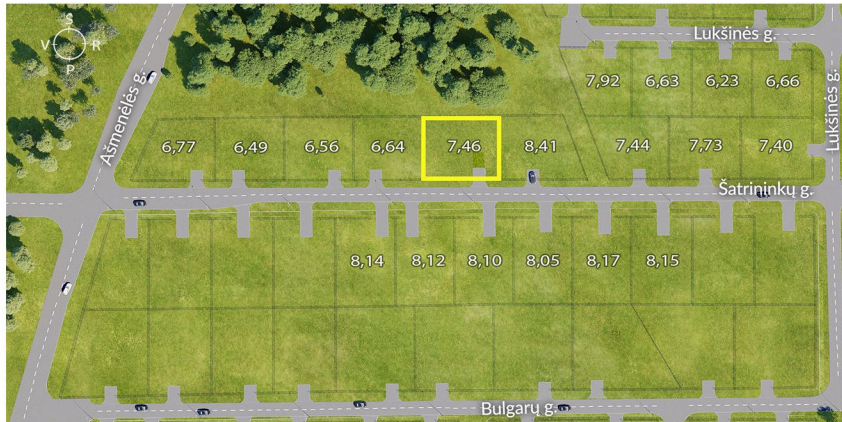 S
V R
P
Ašmenėlės g.
Lukšinės g.
Lukšinės g.
7,92 6,63 6,23 6,66
6,77 6,49 6,56 6,64 7,46 8,41 7,44 7,73 7,40
Šatrininkų g.
8,14 8,12 8,10 8,05 8,17 8,15
Bulgarų g.